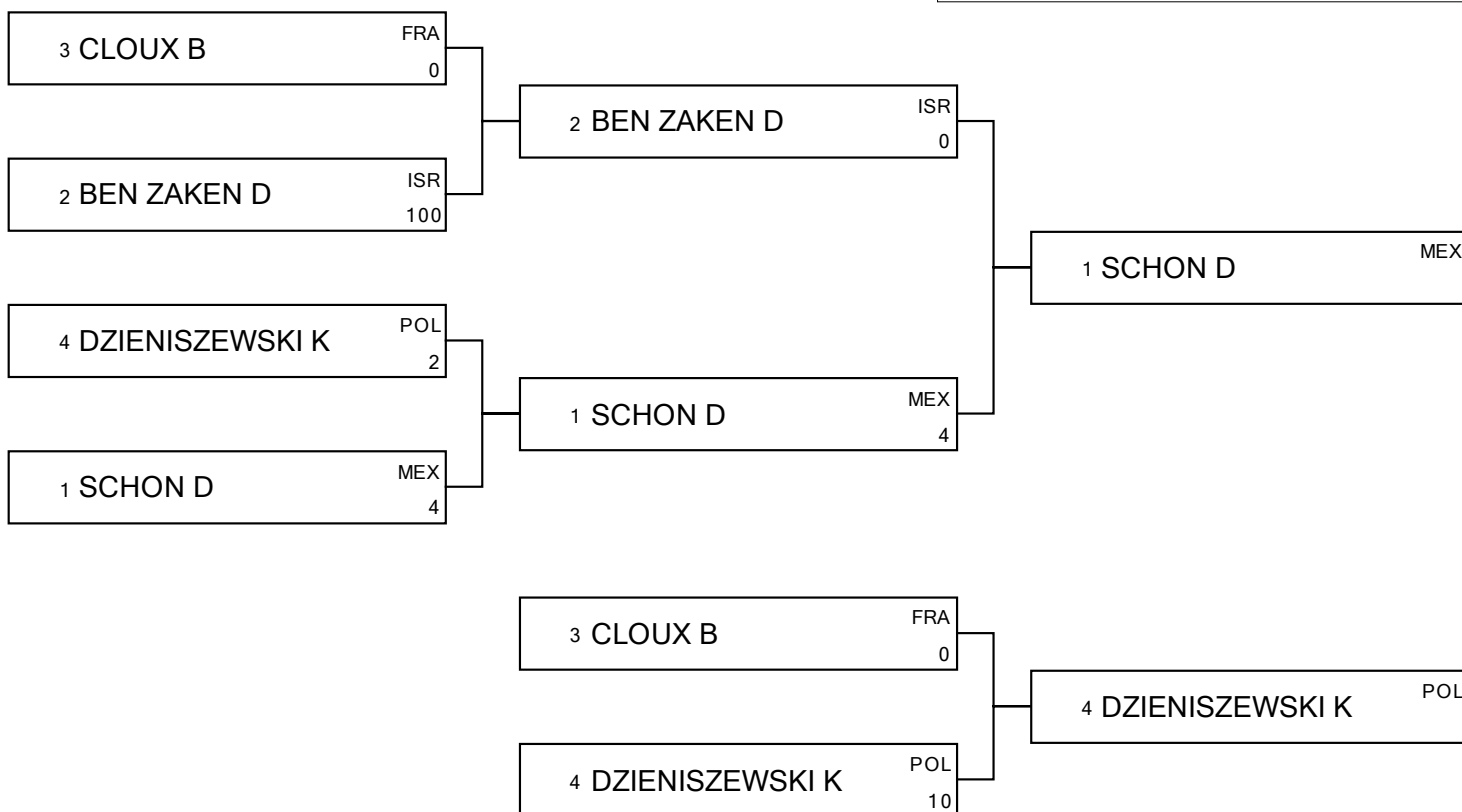 3 CLOUX B FRA
0
2 BEN ZAKEN D ISR
100
4 DZIENISZEWSKI K POL
2
1 SCHON D MEX
4
2 BEN ZAKEN D ISR
0
1 SCHON D MEX
4
1 SCHON D MEX
3 CLOUX B FRA
0
4 DZIENISZEWSKI K POL
10
4 DZIENISZEWSKI K POL